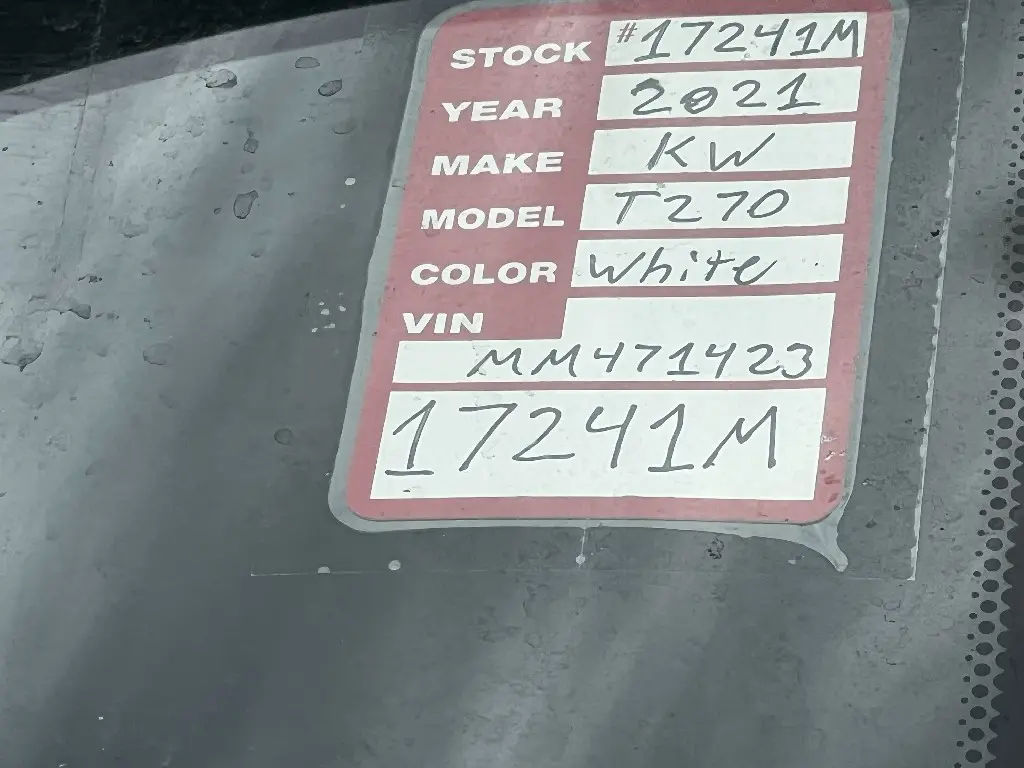 STOCK #17241M
YEAR 2021
MAKE KW
MODEL T270
COLOR White
VIN
MM471423
17241M